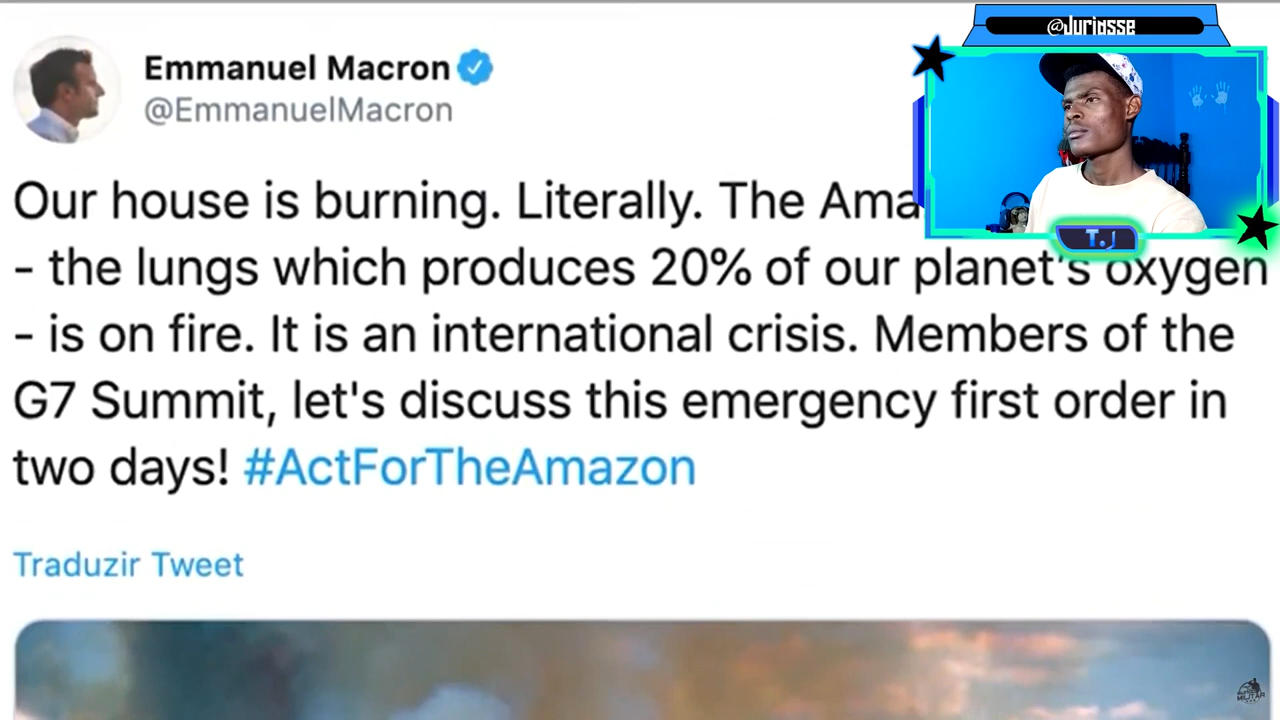 @Juriasse
Emmanuel Macron
@EmmanuelMacron
Our house is burning. Literally. The Ama
- the lungs which produces 20% of our planet's oxygen
- is on fire. It is an international crisis. Members of the
G7 Summit, let's discuss this emergency first order in
two days! #ActForTheAmazon
T.J
Traduzir Tweet
MILITAR